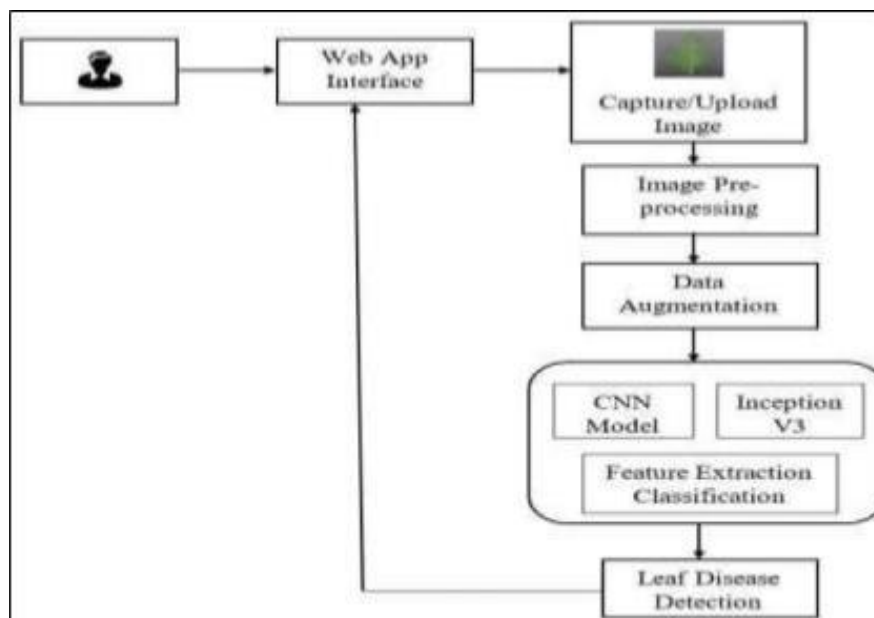 Web App
Interface
Capture/Upload
Image
Image Pre-
processing
Data
Augmentation
CNN
Model
Inception
V3
Feature Extraction
Classification
Leaf Disease
Detection